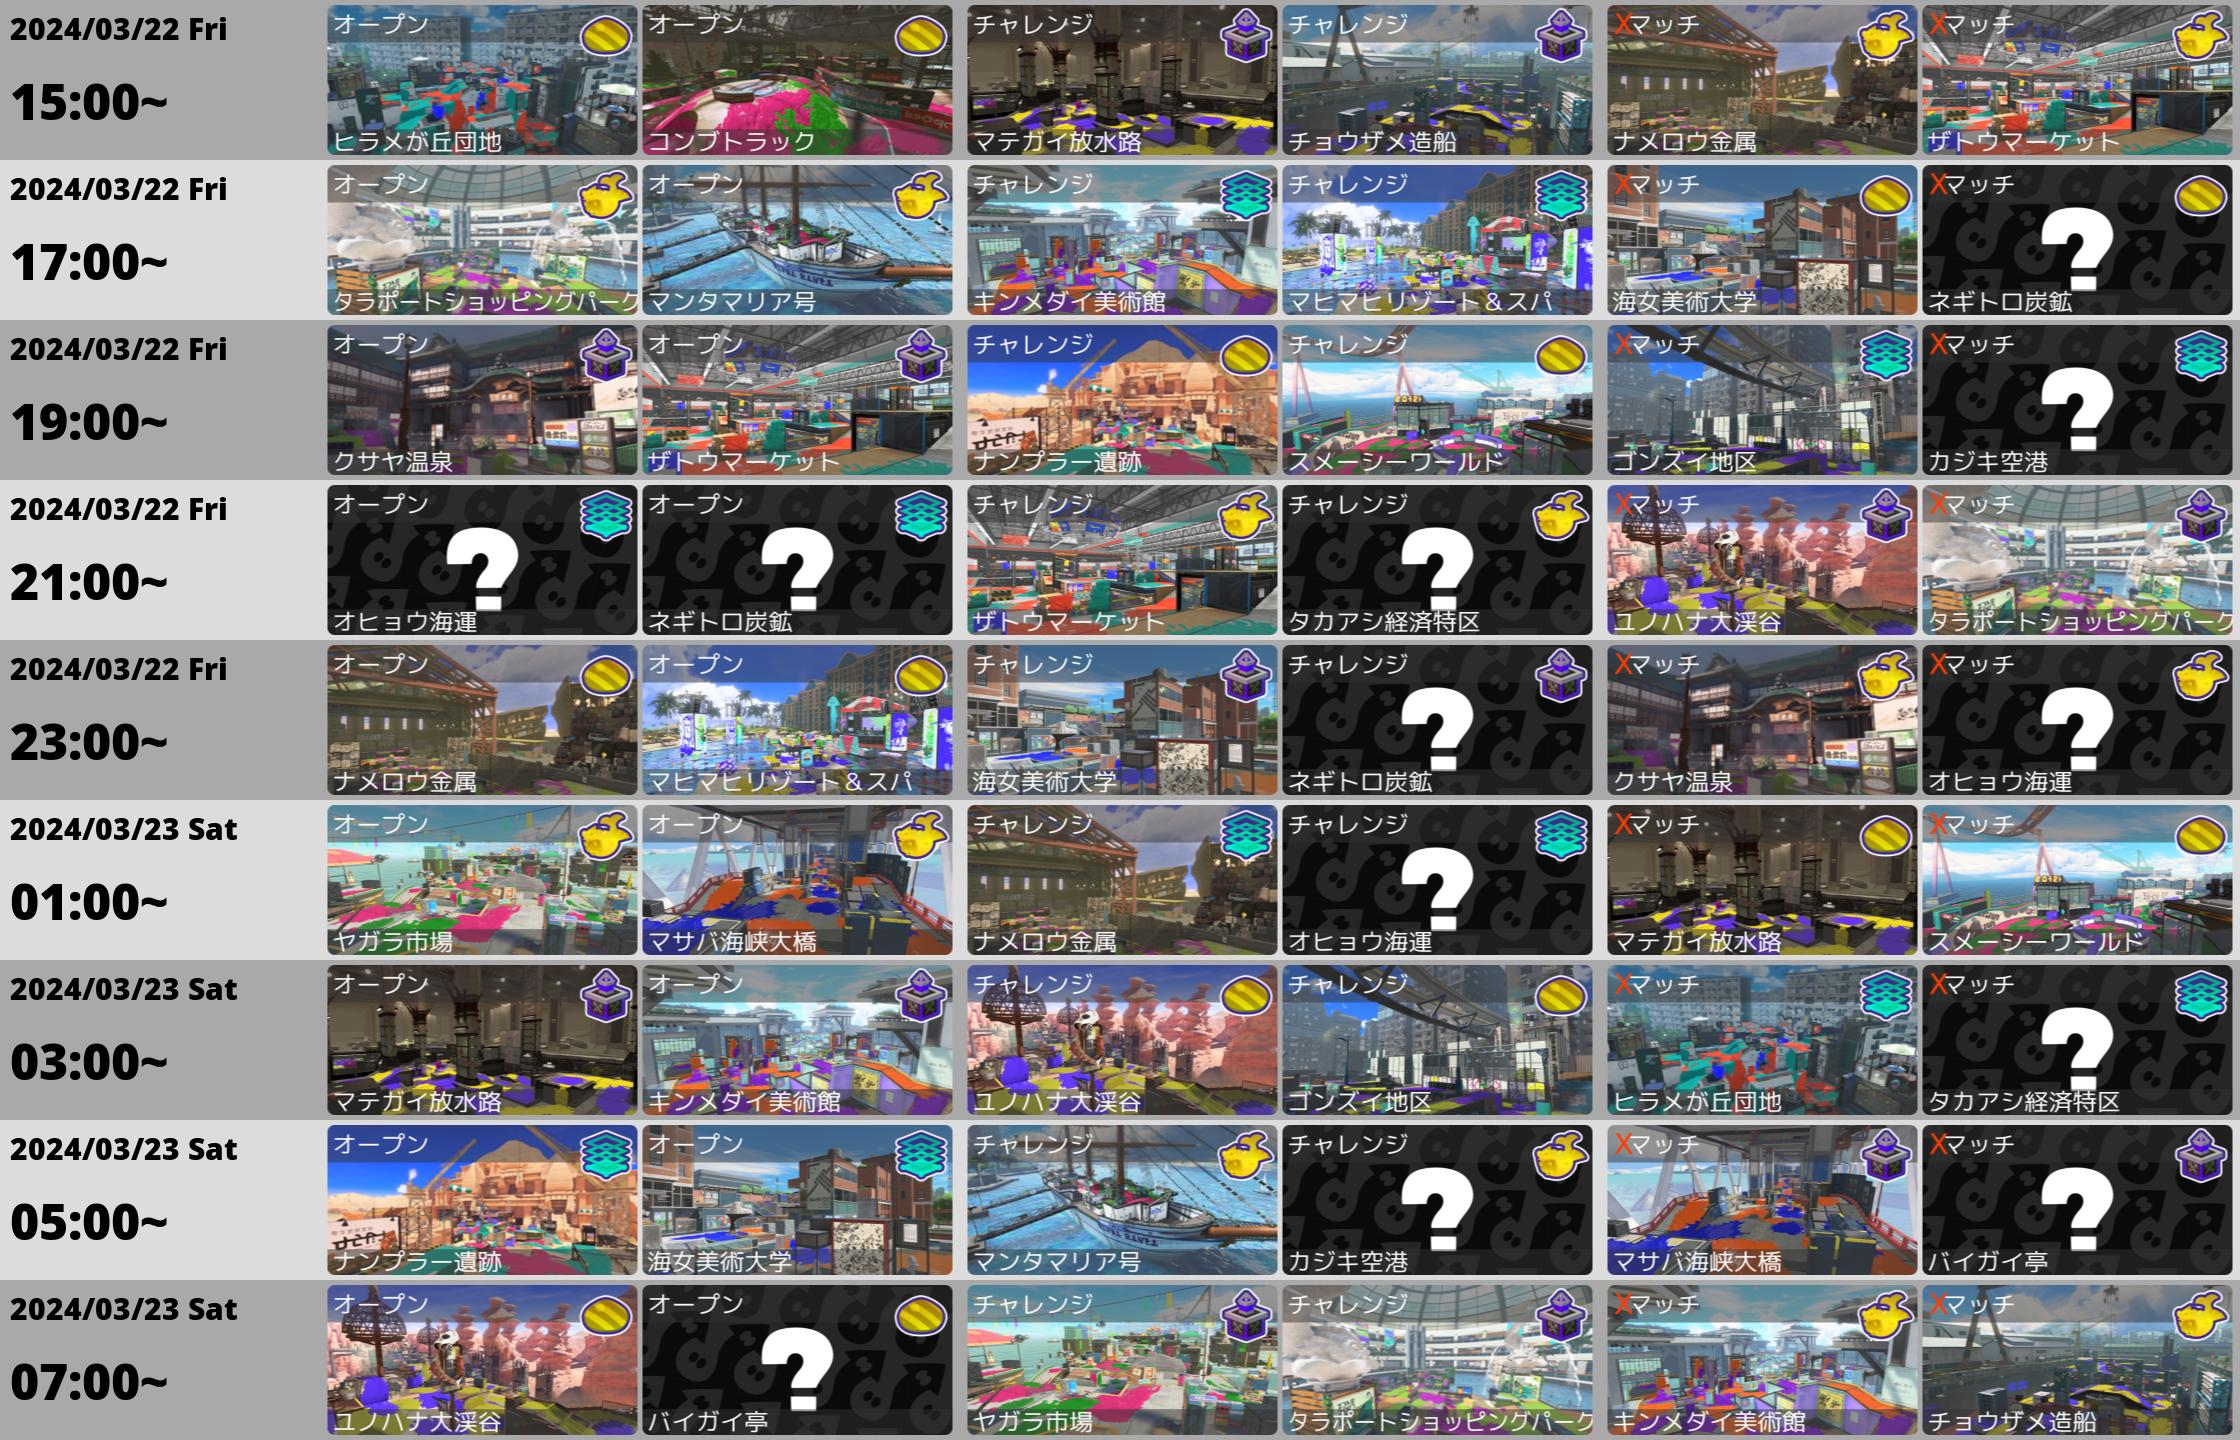 2024/03/22 Fri
15:00~
オープン
ヒラメが丘団地
オープン
コンブトラック
チャレンジ
マテガイ放水路
チャレンジ
チョウザメ造船
Xマッチ
ナメロウ金属
Xマッチ
ザトウマーケット
2024/03/22 Fri
17:00~
オープン
タラポートショッピングパーク
オープン
マンタマリア号
チャレンジ
キンメダイ美術館
チャレンジ
マヒマヒリゾート＆スパ
Xマッチ
海女美術大学
Xマッチ
?
ネギトロ炭鉱
2024/03/22 Fri
19:00~
オープン
クサヤ温泉
オープン
ザトウマーケット
チャレンジ
ナンプラー遺跡
チャレンジ
スメーシーワールド
Xマッチ
ゴンズイ地区
Xマッチ
?
カジキ空港
2024/03/22 Fri
21:00~
オープン
?
オヒョウ海運
オープン
?
ネギトロ炭鉱
チャレンジ
ザトウマーケット
チャレンジ
?
タカアシ経済特区
Xマッチ
ユノハナ大渓谷
Xマッチ
タラポートショッピングパーク
2024/03/22 Fri
23:00~
オープン
ナメロウ金属
オープン
マヒマヒリゾート＆スパ
チャレンジ
海女美術大学
チャレンジ
?
ネギトロ炭鉱
Xマッチ
クサヤ温泉
Xマッチ
?
オヒョウ海運
2024/03/23 Sat
01:00~
オープン
ヤガラ市場
オープン
マサバ海峡大橋
チャレンジ
ナメロウ金属
チャレンジ
?
オヒョウ海運
Xマッチ
マテガイ放水路
Xマッチ
スメーシーワールド
2024/03/23 Sat
03:00~
オープン
マテガイ放水路
オープン
キンメダイ美術館
チャレンジ
ユノハナ大渓谷
チャレンジ
ゴンズイ地区
Xマッチ
ヒラメが丘団地
Xマッチ
?
タカアシ経済特区
2024/03/23 Sat
05:00~
オープン
ナンプラー遺跡
オープン
海女美術大学
チャレンジ
マンタマリア号
チャレンジ
?
カジキ空港
Xマッチ
マサバ海峡大橋
Xマッチ
?
バイガイ亭
2024/03/23 Sat
07:00~
オープン
ユノハナ大渓谷
オープン
?
バイガイ亭
チャレンジ
ヤガラ市場
チャレンジ
タラポートショッピングパーク
Xマッチ
キンメダイ美術館
Xマッチ
チョウザメ造船